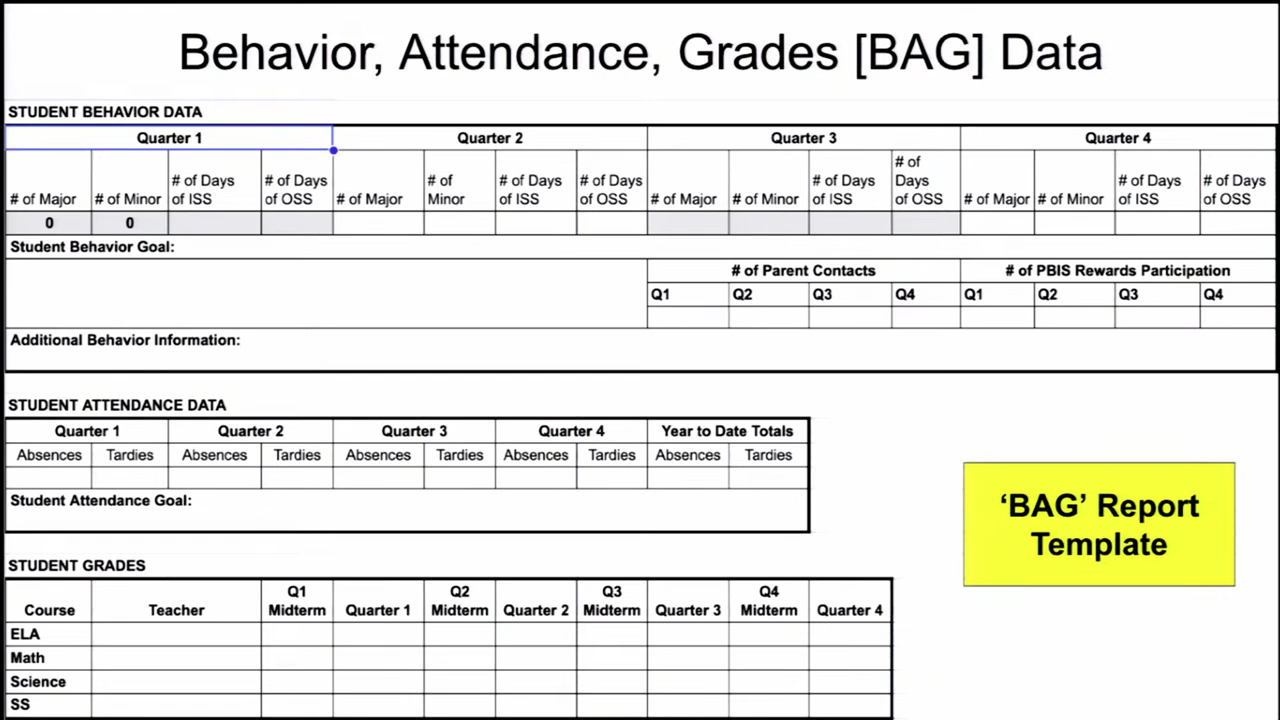 Behavior, Attendance, Grades [BAG] Data
STUDENT BEHAVIOR DATA
Quarter 1 Quarter 2 Quarter 3 Quarter 4
# of Major # of Minor # of Days of ISS # of Days of OSS # of Major # of Minor # of Days of ISS # of Days of OSS # of Major # of Minor # of Days of ISS # of Days of OSS # of Major # of Minor # of Days of ISS # of Days of OSS
0 0
Student Behavior Goal:
# of Parent Contacts # of PBIS Rewards Participation
Q1 Q2 Q3 Q4 Q1 Q2 Q3 Q4
Additional Behavior Information:
STUDENT ATTENDANCE DATA
Quarter 1 Quarter 2 Quarter 3 Quarter 4 Year to Date Totals
Absences Tardies Absences Tardies Absences Tardies Absences Tardies Absences Tardies
Student Attendance Goal:
‘BAG’ Report
Template
STUDENT GRADES
Course Teacher Q1 Midterm Quarter 1 Q2 Midterm Quarter 2 Q3 Midterm Quarter 3 Q4 Midterm Quarter 4
ELA
Math
Science
SS